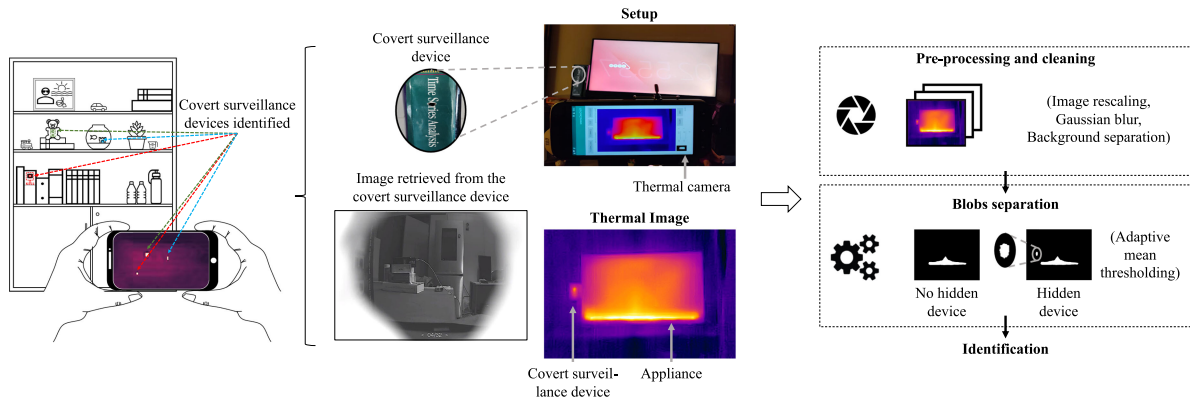 Covert surveillance
devices identified
Setup
Covert surveillance
device
Time Series Analysis
Thermal camera
Image retrieved from the
covert surveillance device
Thermal Image
Covert surveil-
lance device
Appliance
Pre-processing and cleaning
(Image rescaling,
Gaussian blur,
Background separation)
Blobs separation
No hidden
device
Hidden
device
(Adaptive
mean
thresholding)
Identification